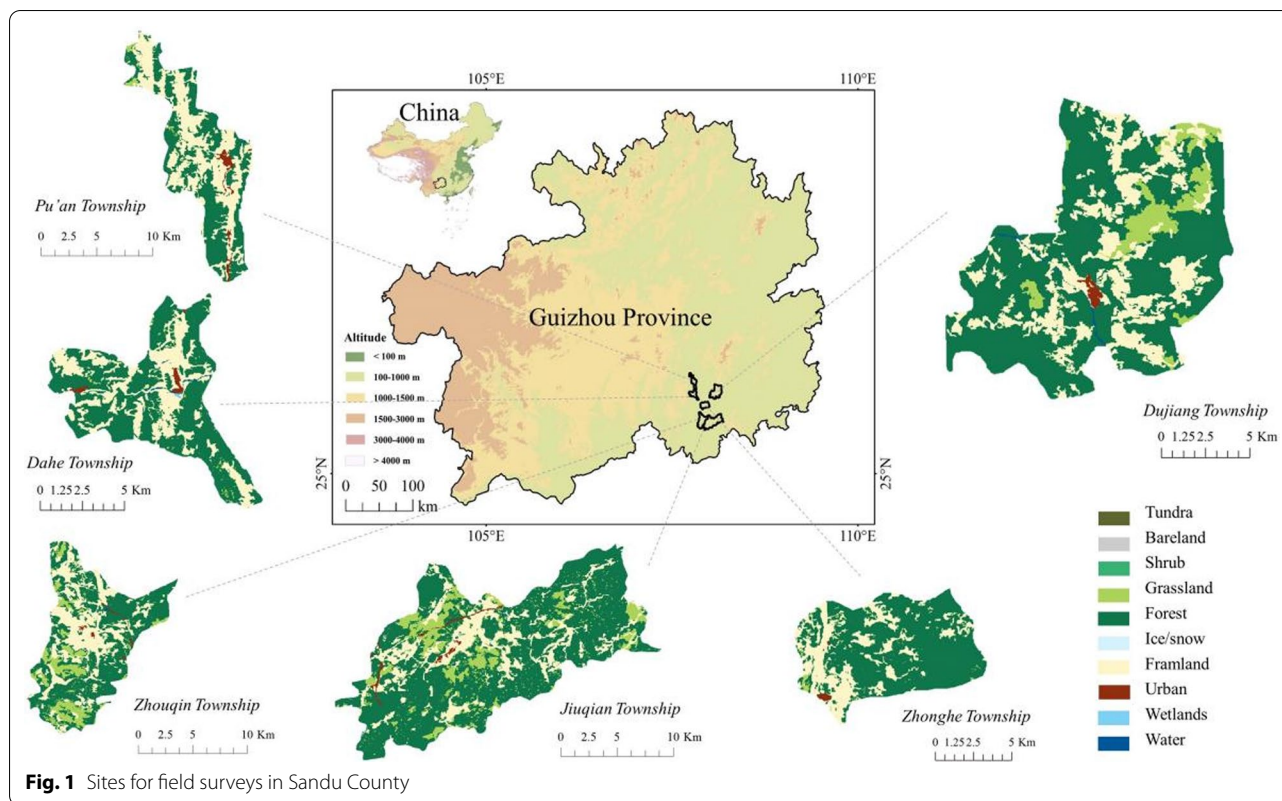 105°E
110°E
China
Guizhou Province
Altitude
< 100 m
100-1000 m
1000-1500 m
1500-3000 m
3000-4000 m
> 4000 m
0 50 100
km
25°N
25°N
105°E
110°E
Pu'an Township
0 2.5 5 10 Km
Dahe Township
0 1.25 2.5 5 Km
Zhouqin Township
0 2.5 5 10 Km
Jiuqian Township
0 2.5 5 10 Km
Zhonghe Township
0 1.25 2.5 5 Km
Dujiang Township
0 1.25 2.5 5 Km
Tundra
Bareland
Shrub
Grassland
Forest
Ice/snow
Framland
Urban
Wetlands
Water
Fig. 1 Sites for field surveys in Sandu County